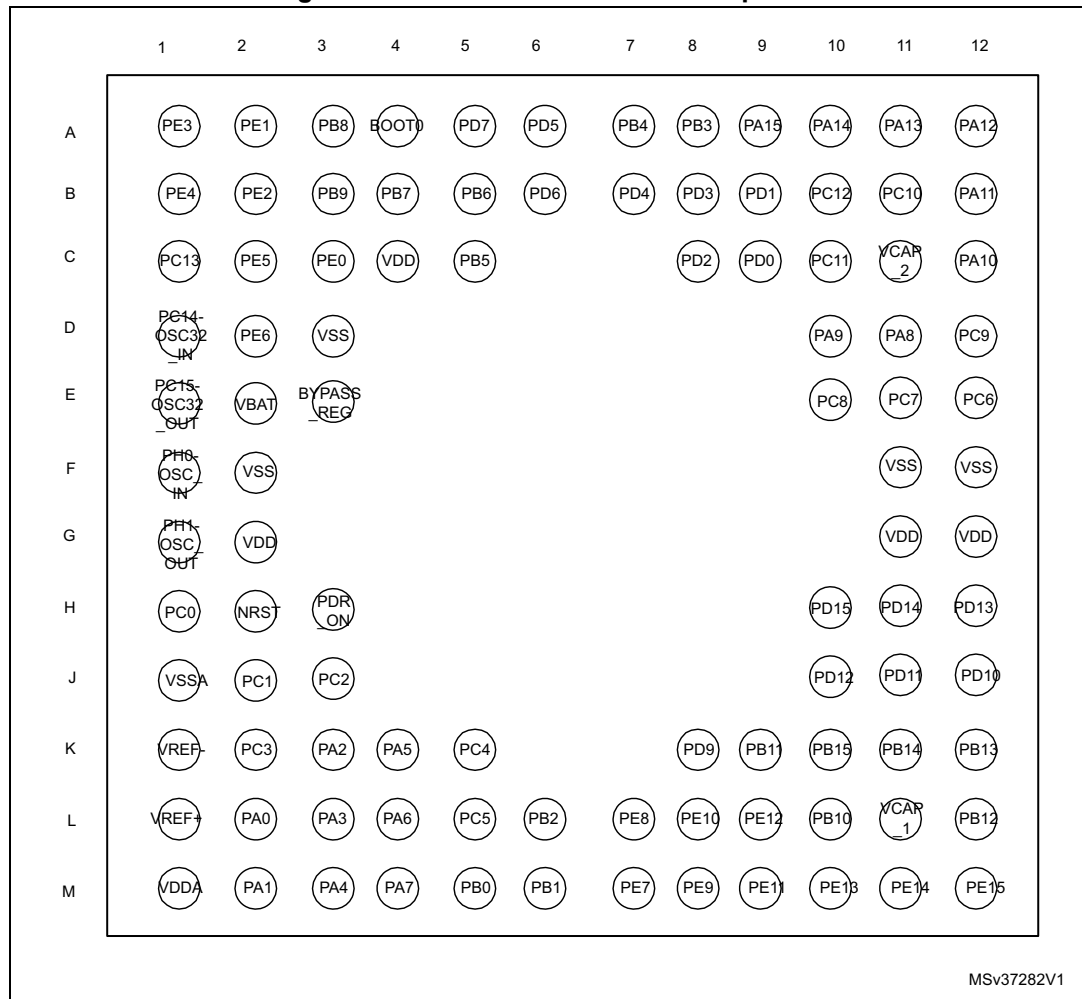 1 2 3 4 5 6 7 8 9 10 11 12
A PE3 PE1 PB8 BOOT0 PD7 PD5 PB4 PB3 PA15 PA14 PA13 PA12
B PE4 PE2 PB9 PB7 PB6 PD6 PD4 PD3 PD1 PC12 PC10 PA11
C PC13 PE5 PE0 VDD PB5 PD2 PD0 PC11 VCAP_2 PA10
D PC14-OSC32_IN PE6 VSS PA9 PA8 PC9
E PC15-OSC32_OUT VBAT BYPASS_REG PC8 PC7 PC6
F PH0-OSC_IN VSS VSS VSS
G PH1-OSC_OUT VDD VDD VDD
H PC0 NRST PDR_ON PD15 PD14 PD13
J VSSA PC1 PC2 PD12 PD11 PD10
K VREF- PC3 PA2 PA5 PC4 PD9 PB11 PB15 PB14 PB13
L VREF+ PA0 PA3 PA6 PC5 PB2 PE8 PE10 PE12 PB10 VCAP_1 PB12
M VDDA PA1 PA4 PA7 PB0 PB1 PE7 PE9 PE11 PE13 PE14 PE15
MSv37282V1